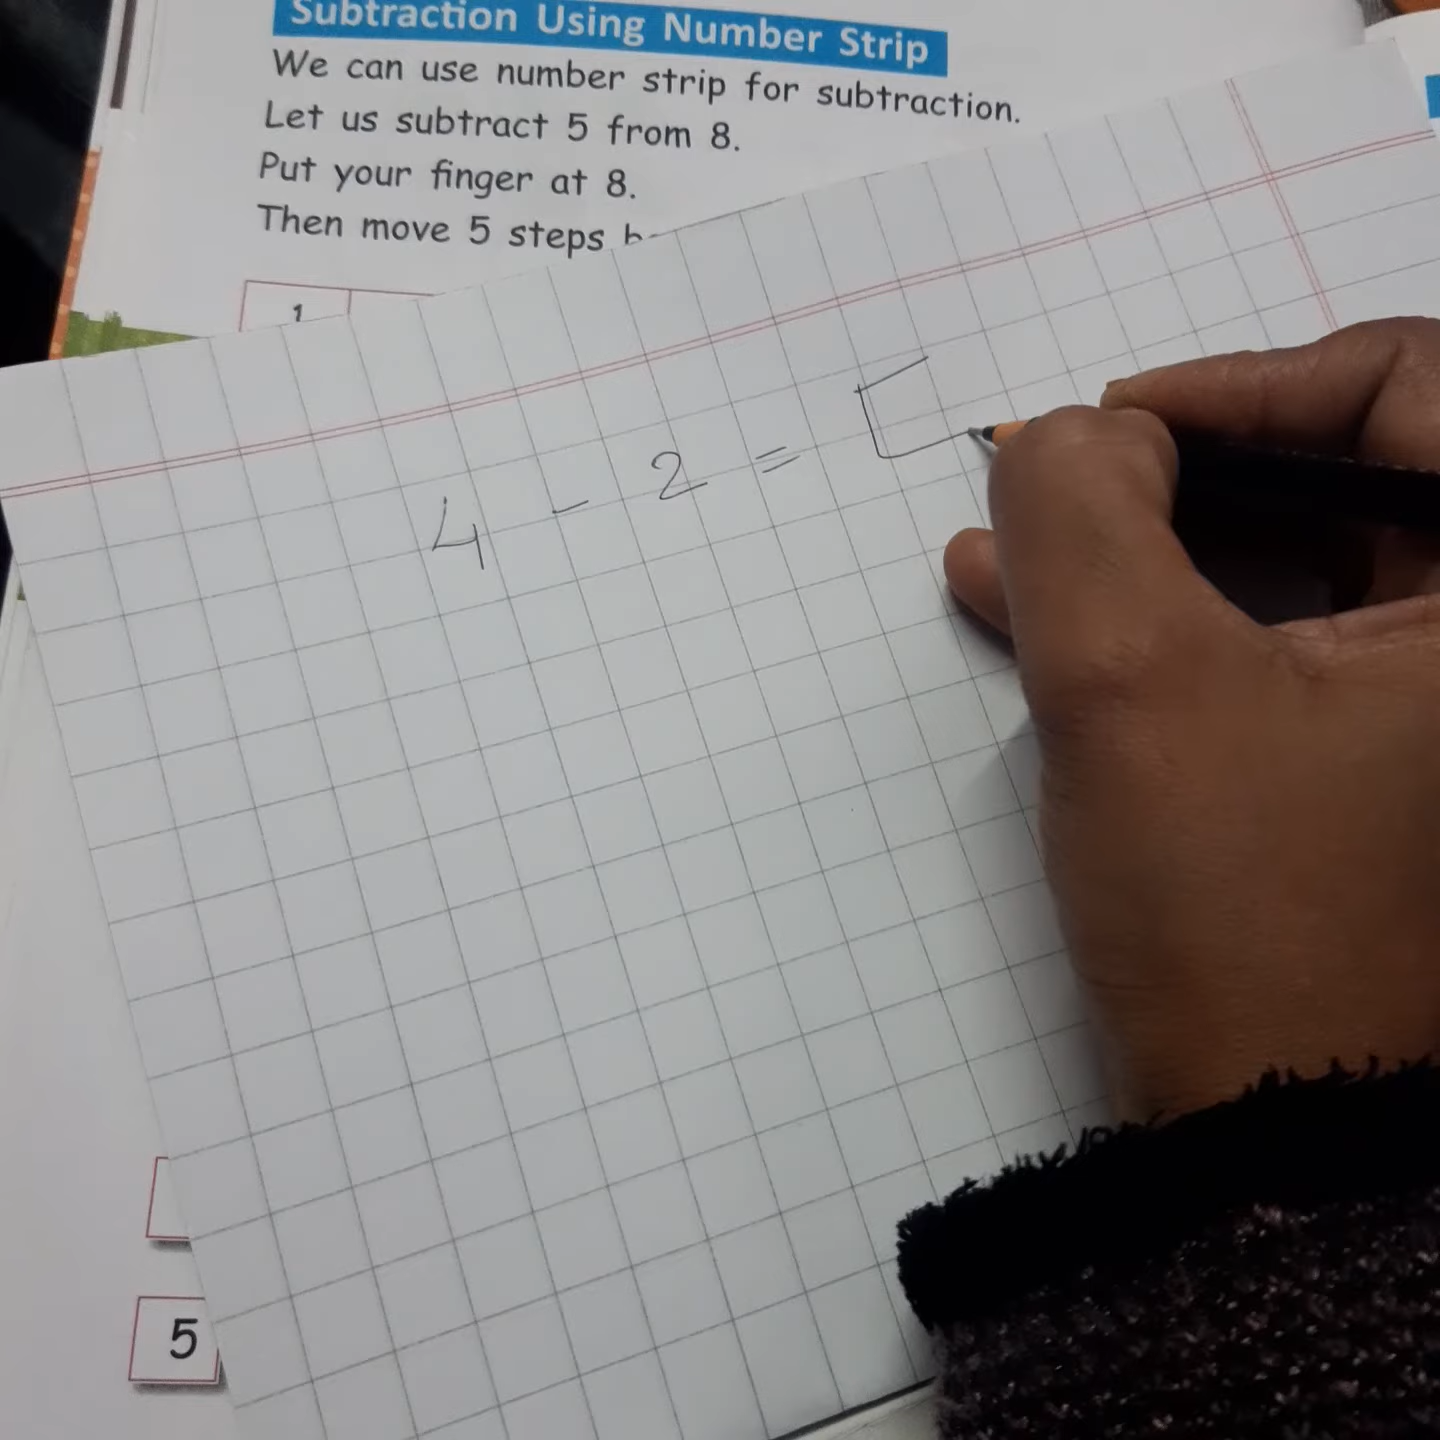 Subtraction Using Number Strip
We can use number strip for subtraction.
Let us subtract 5 from 8.
Put your finger at 8.
Then move 5 steps
1
4 - 2 =
5